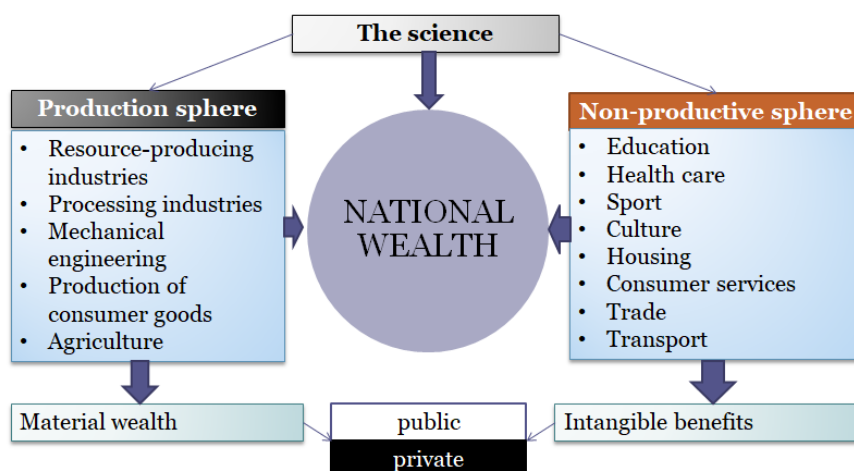 The science
Production sphere
• Resource-producing
industries
• Processing industries
• Mechanical
engineering
• Production of
consumer goods
• Agriculture
NATIONAL
WEALTH
Non-productive sphere
• Education
• Health care
• Sport
• Culture
• Housing
• Consumer services
• Trade
• Transport
Material wealth
public
private
Intangible benefits